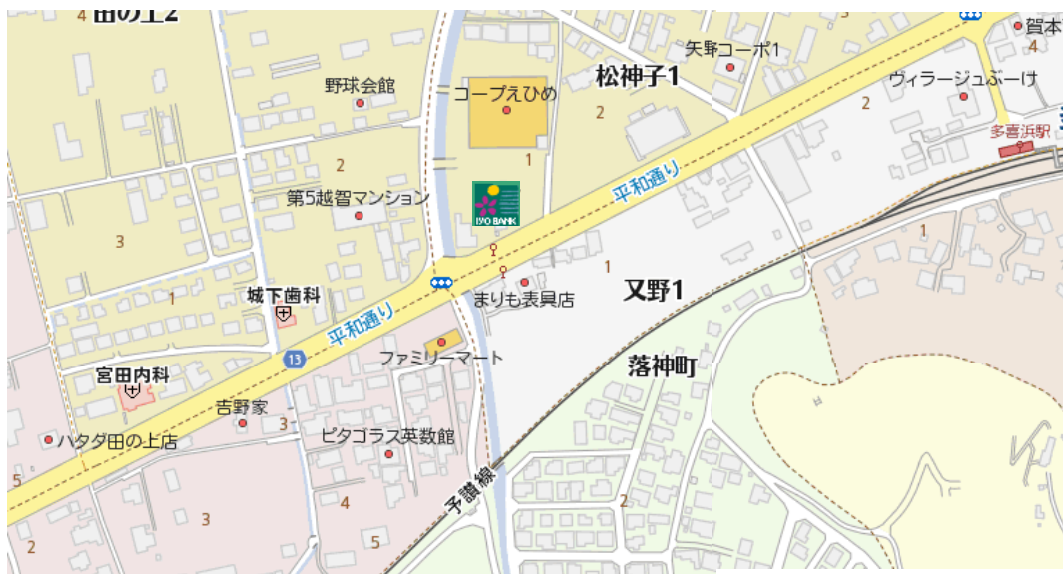 4
田の上2
3
賀本
矢野コーポ1
4
松神子1
ヴィラージュぶーけ
野球会館
コープえひめ
2
2
多喜浜駅
2
1
平和通り
第5越智マンション
IYO BANK
3
1
1
1
又野1
城下歯科
まりも表具店
平和通り
13
ファミリーマート
落神町
宮田内科
吉野家
3
ハタダ田の上店
ピタゴラス英数館
5
予讃線
4
2
3
2
5